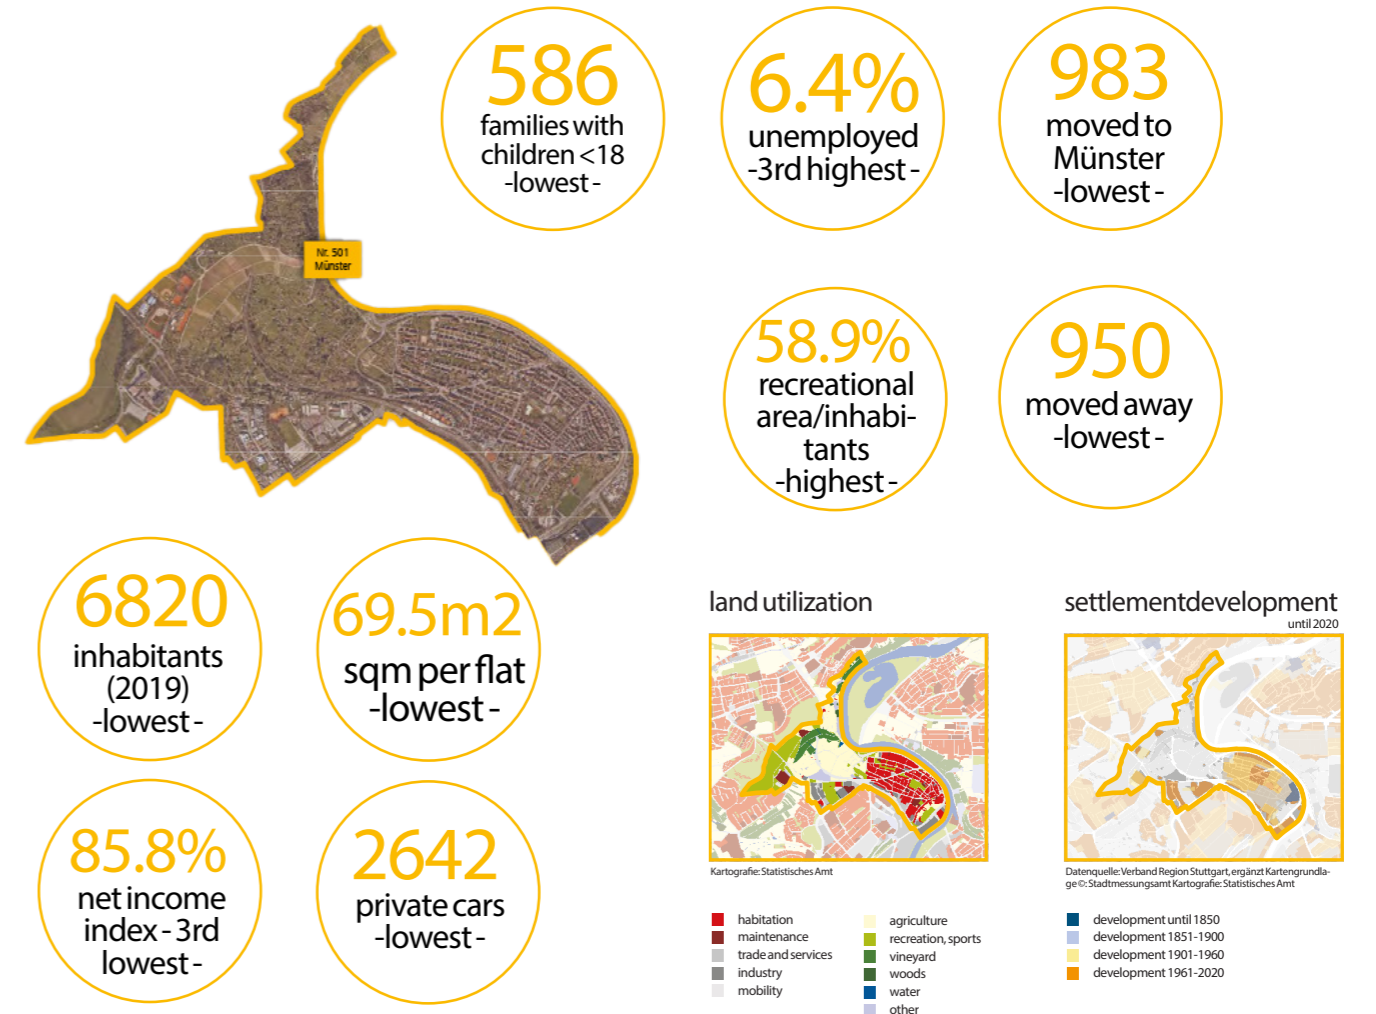 586
families with
children <18
-lowest-
6.4%
unemployed
-3rd highest-
983
moved to
Münster
-lowest-
Nr. 501
Münster
58.9%
recreational
area/inhabi-
tants
-highest-
950
moved away
-lowest-
6820
inhabitants
(2019)
-lowest-
69.5m2
sqm per flat
-lowest-
85.8%
net income
index - 3rd
lowest-
2642
private cars
-lowest-
land utilization
Kartografie: Statistisches Amt
habitation
maintenance
trade and services
industry
mobility
agriculture
recreation, sports
vineyard
woods
water
other
settlementdevelopment
until 2020
Datenquelle: Verband Region Stuttgart, ergänzt Kartengrundla-
ge ©: Stadtmessungsamt Kartografie: Statistisches Amt
development until 1850
development 1851-1900
development 1901-1960
development 1961-2020